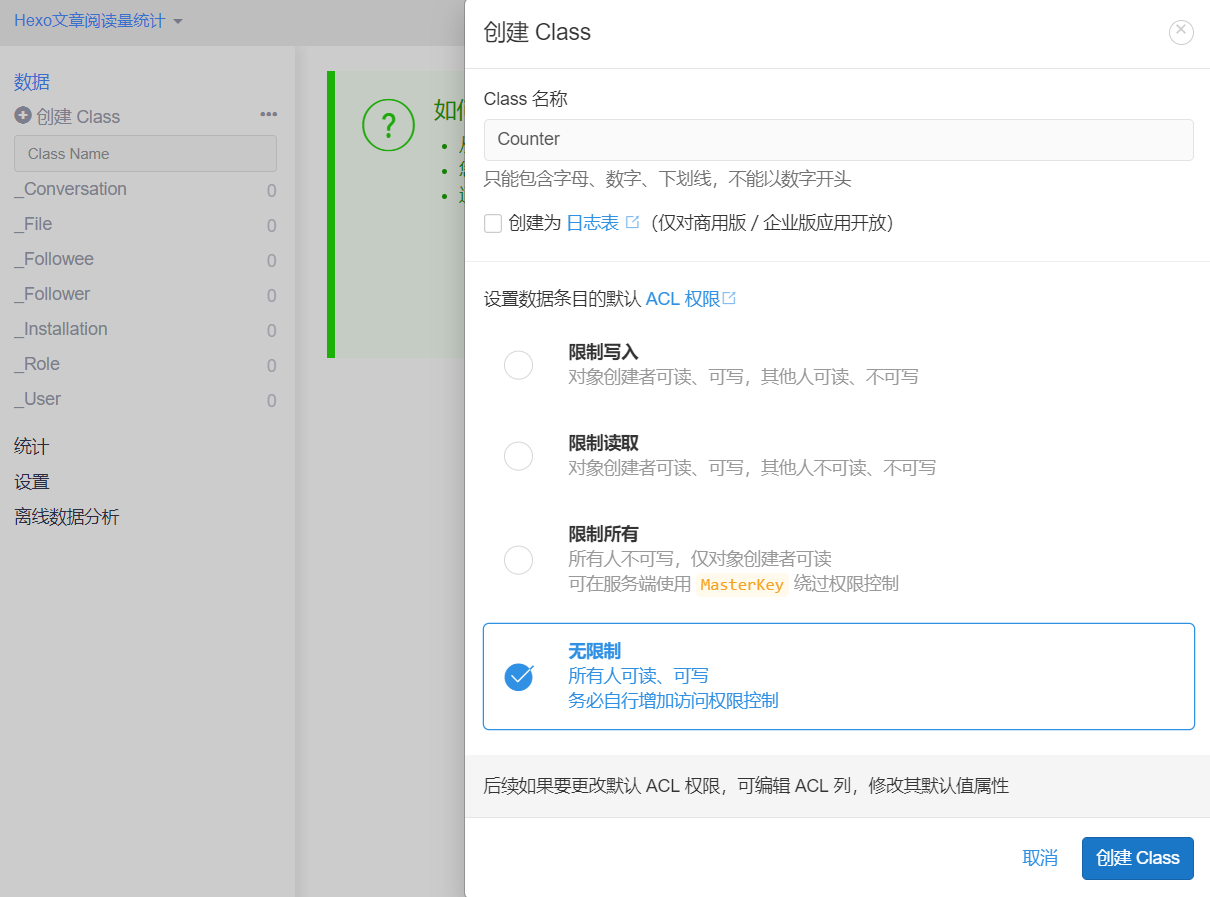 Hexo文章阅读量统计
数据
创建 Class
Class Name
_Conversation 0
_File 0
_Followee 0
_Follower 0
_Installation 0
_Role 0
_User 0
统计
设置
离线数据分析
?
如
创建 Class
Class 名称
Counter
只能包含字母、数字、下划线，不能以数字开头
创建为 日志表 （仅对商用版 / 企业版应用开放）
设置数据条目的默认 ACL 权限
限制写入
对象创建者可读、可写，其他人可读、不可写
限制读取
对象创建者可读、可写，其他人不可读、不可写
限制所有
所有人不可写，仅对象创建者可读
可在服务端使用 MasterKey 绕过权限控制
无限制
所有人可读、可写
务必自行增加访问权限控制
后续如果要更改默认 ACL 权限，可编辑 ACL 列，修改其默认值属性
取消
创建 Class